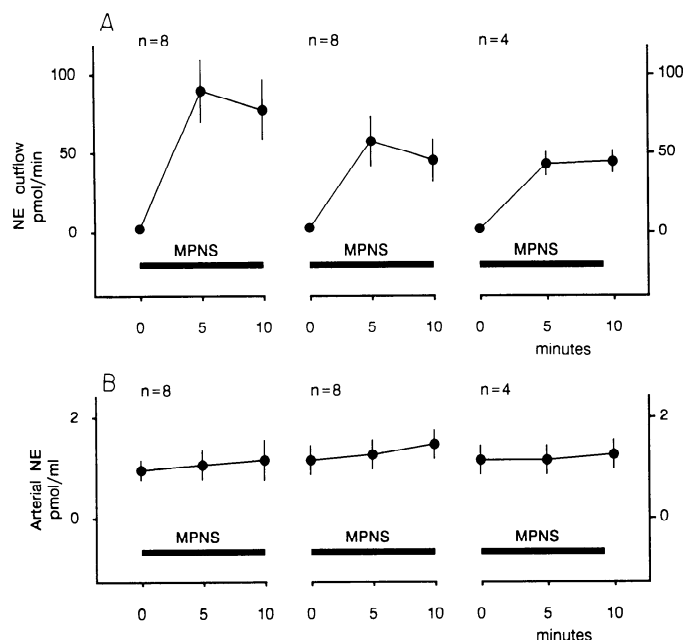 A
n=8 n=8 n=4
100 100
50 50
0 0
NE outflow
pmol/min
MPNS MPNS MPNS
0 5 10 0 5 10 0 5 10
minutes
B
n=8 n=8 n=4
2 2
0 0
Arterial NE
pmol/ml
MPNS MPNS MPNS
0 5 10 0 5 10 0 5 10
minutes